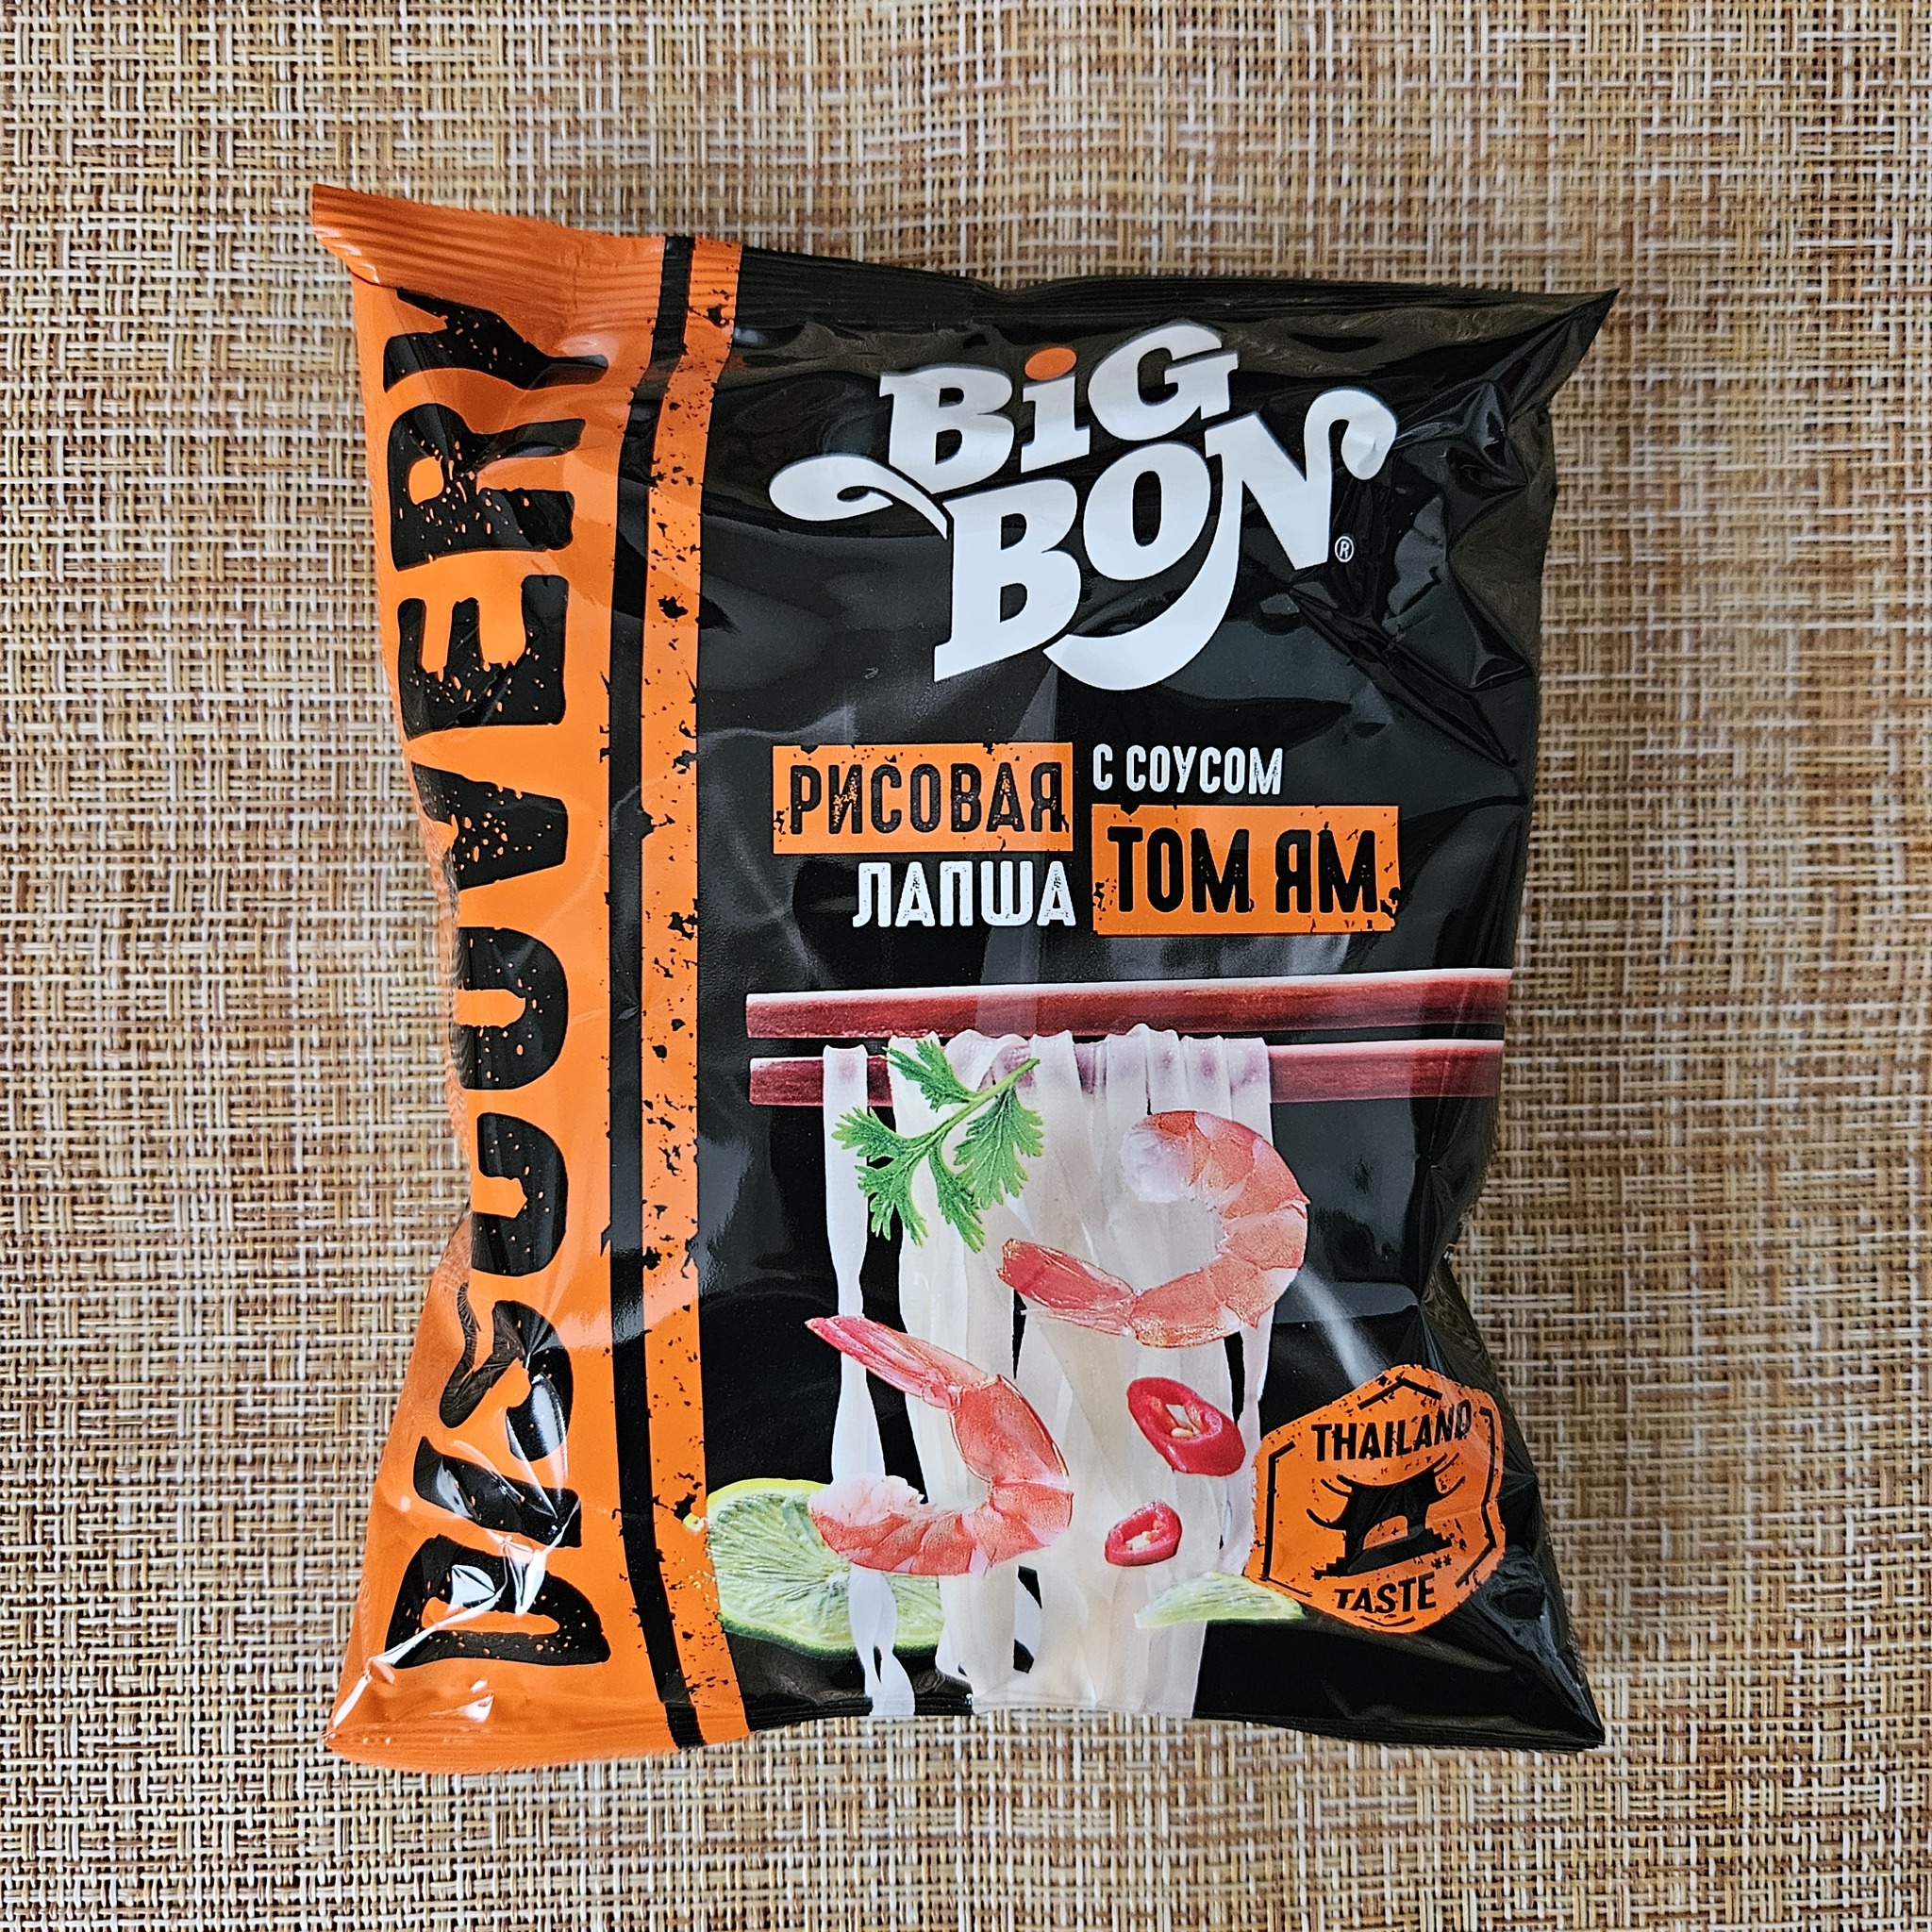 DISCOVERY
BiG
BON®
РИСОВАЯ
ЛАПША
С СОУСОМ
ТОМ ЯМ
THAILAND
**
TASTE